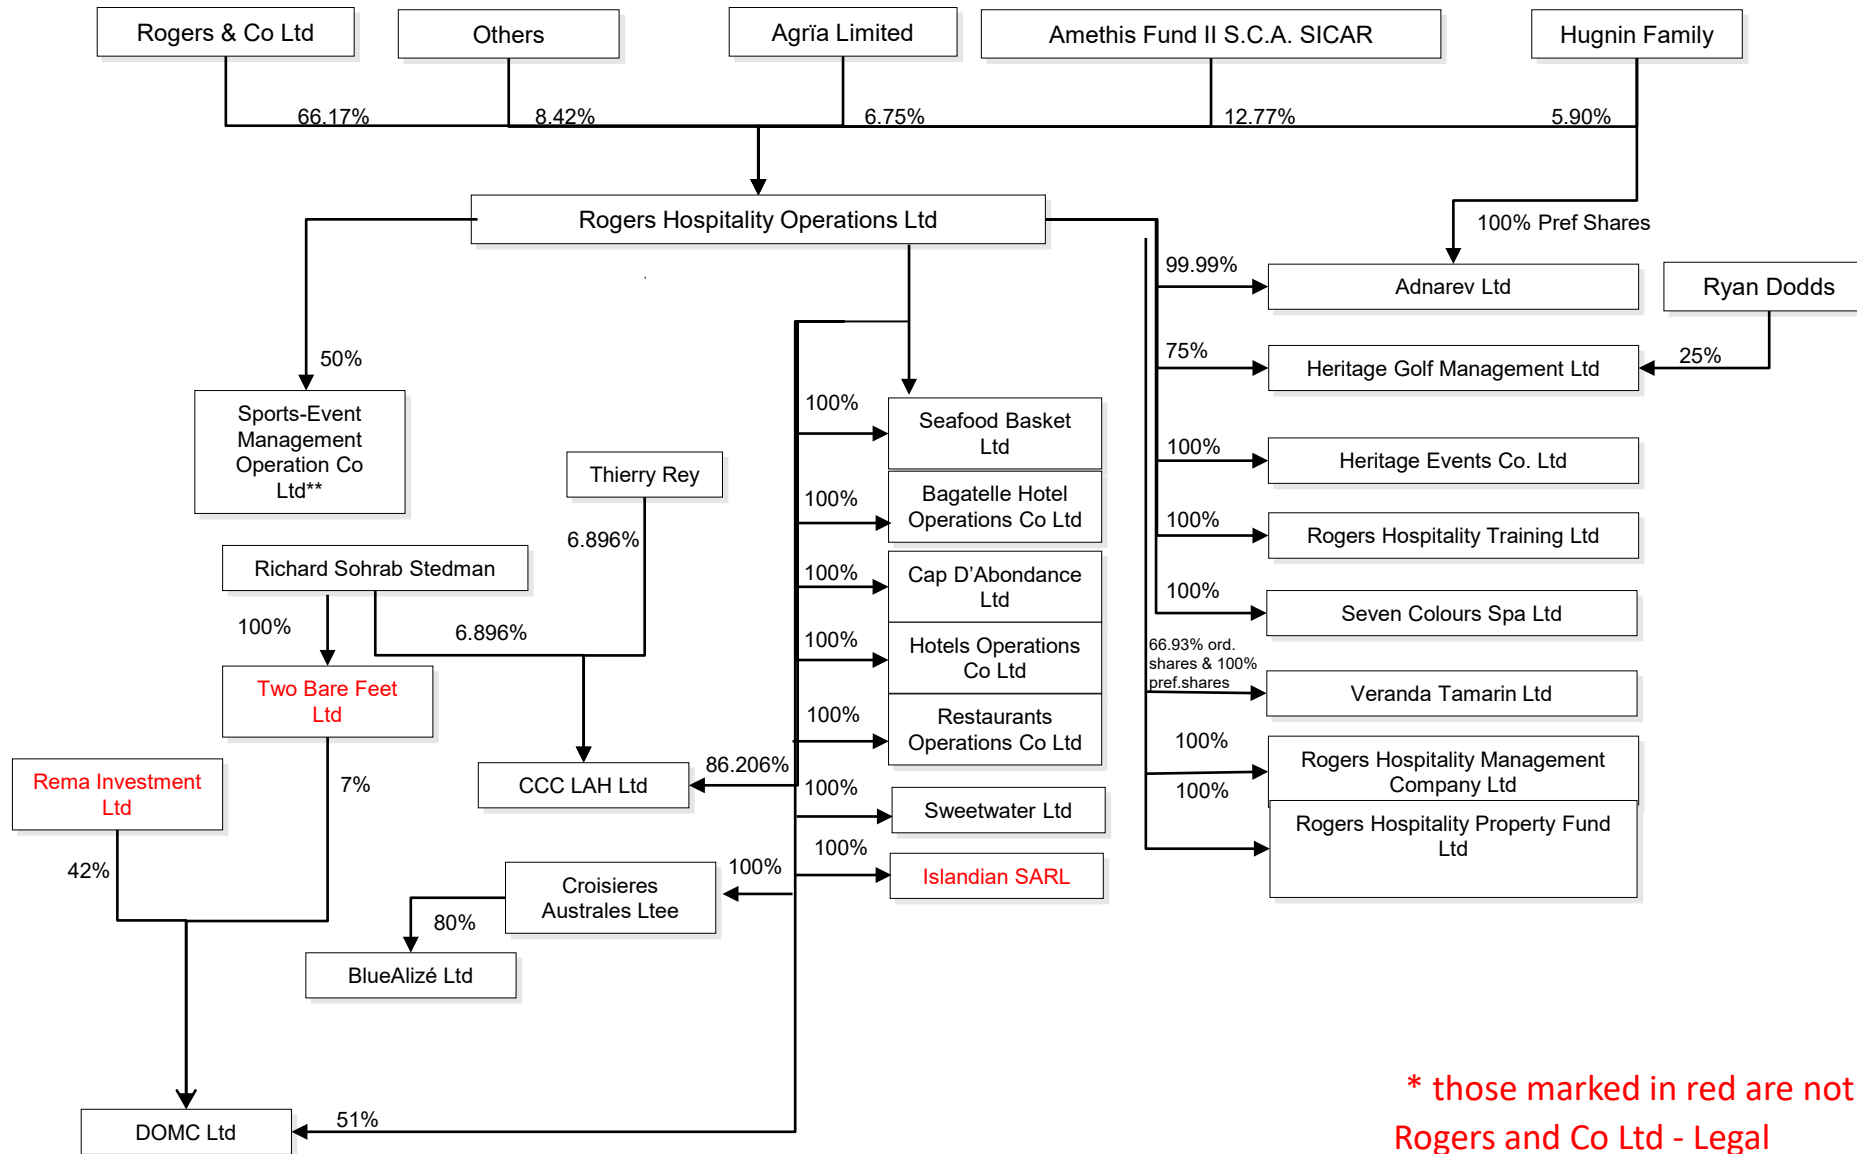 Rogers & Co Ltd
Others
Agrïa Limited
Amethis Fund II S.C.A. SICAR
Hugnin Family
66.17%
8.42%
6.75%
12.77%
5.90%
Rogers Hospitality Operations Ltd
100% Pref Shares
99.99%
Adnarev Ltd
Ryan Dodds
50%
75%
Heritage Golf Management Ltd
25%
Sports-Event
Management
Operation Co
Ltd**
100%
Seafood Basket
Ltd
100%
Heritage Events Co. Ltd
Thierry Rey
100%
Bagatelle Hotel
Operations Co Ltd
100%
Rogers Hospitality Training Ltd
6.896%
Richard Sohrab Stedman
100%
Cap D’Abondance
Ltd
100%
Seven Colours Spa Ltd
100%
6.896%
100%
Hotels Operations
Co Ltd
66.93% ord.
shares & 100%
pref.shares
Veranda Tamarin Ltd
Two Bare Feet
Ltd
100%
Restaurants
Operations Co Ltd
100%
Rogers Hospitality Management
Company Ltd
Rema Investment
Ltd
7%
CCC LAH Ltd
86.206%
100%
Sweetwater Ltd
100%
Rogers Hospitality Property Fund
Ltd
42%
100%
Islandian SARL
Croisieres
Australes Ltee
100%
80%
BlueAlizé Ltd
DOMC Ltd
51%
* those marked in red are not
Rogers and Co Ltd - Legal